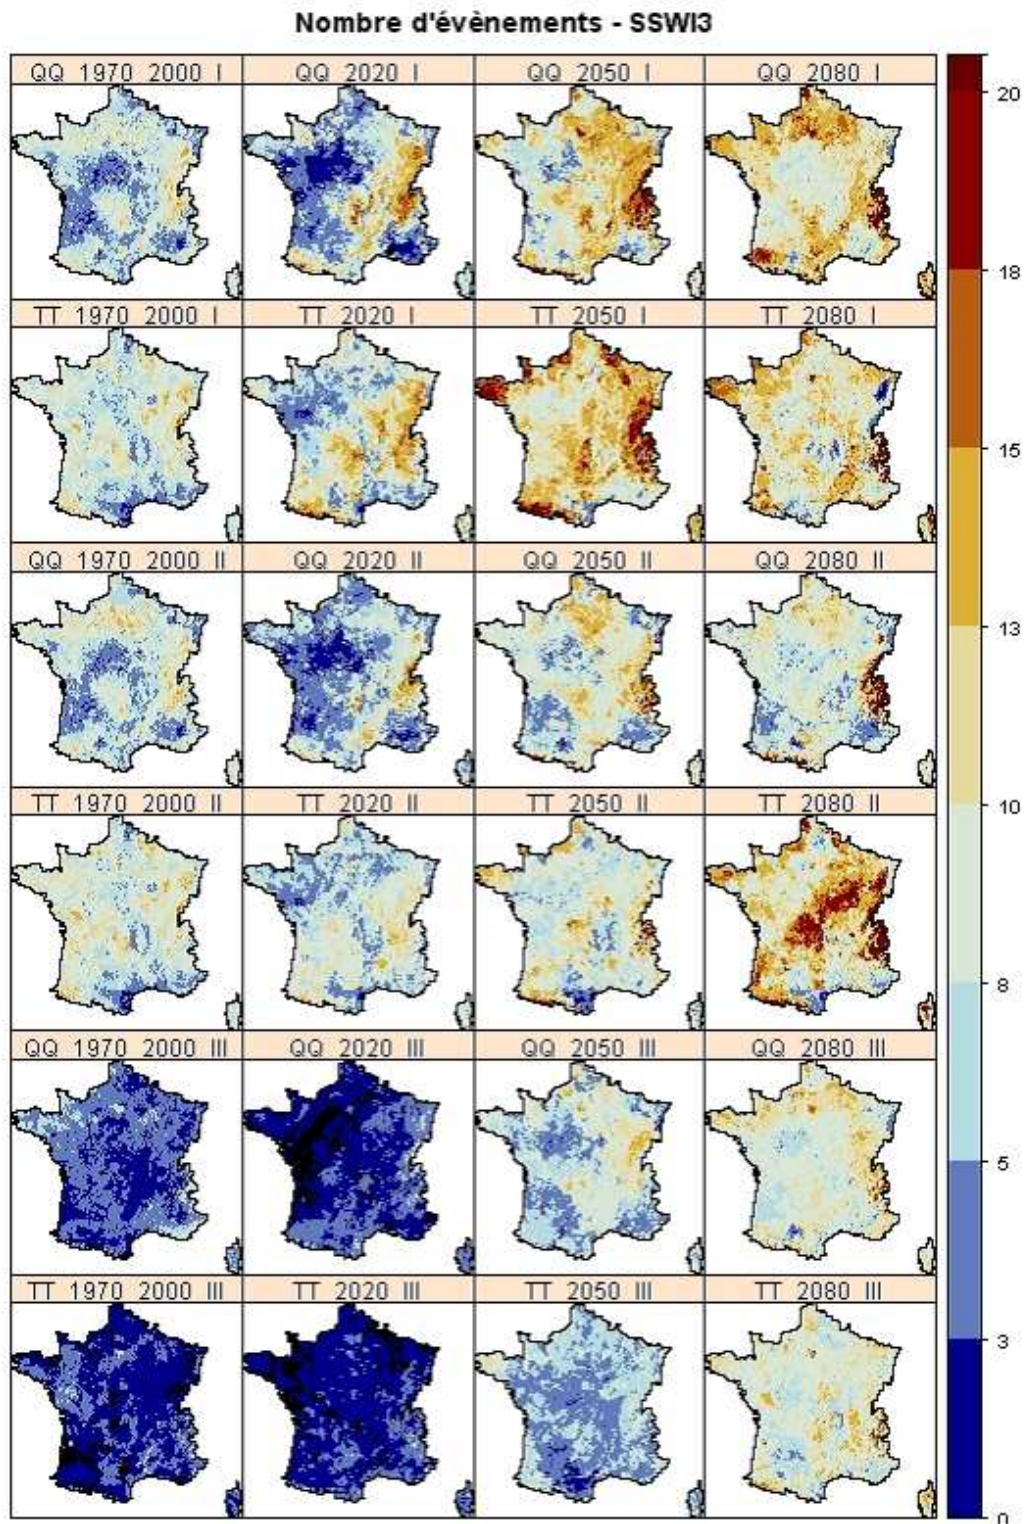 Nombre d'évènements - SSWI3
QQ 1970 2000 I
QQ 2020 I
QQ 2050 I
QQ 2080 I
TT 1970 2000 I
TT 2020 I
TT 2050 I
TT 2080 I
QQ 1970 2000 II
QQ 2020 II
QQ 2050 II
QQ 2080 II
TT 1970 2000 II
TT 2020 II
TT 2050 II
TT 2080 II
QQ 1970 2000 III
QQ 2020 III
QQ 2050 III
QQ 2080 III
TT 1970 2000 III
TT 2020 III
TT 2050 III
TT 2080 III
20
18
15
13
10
8
5
3
0